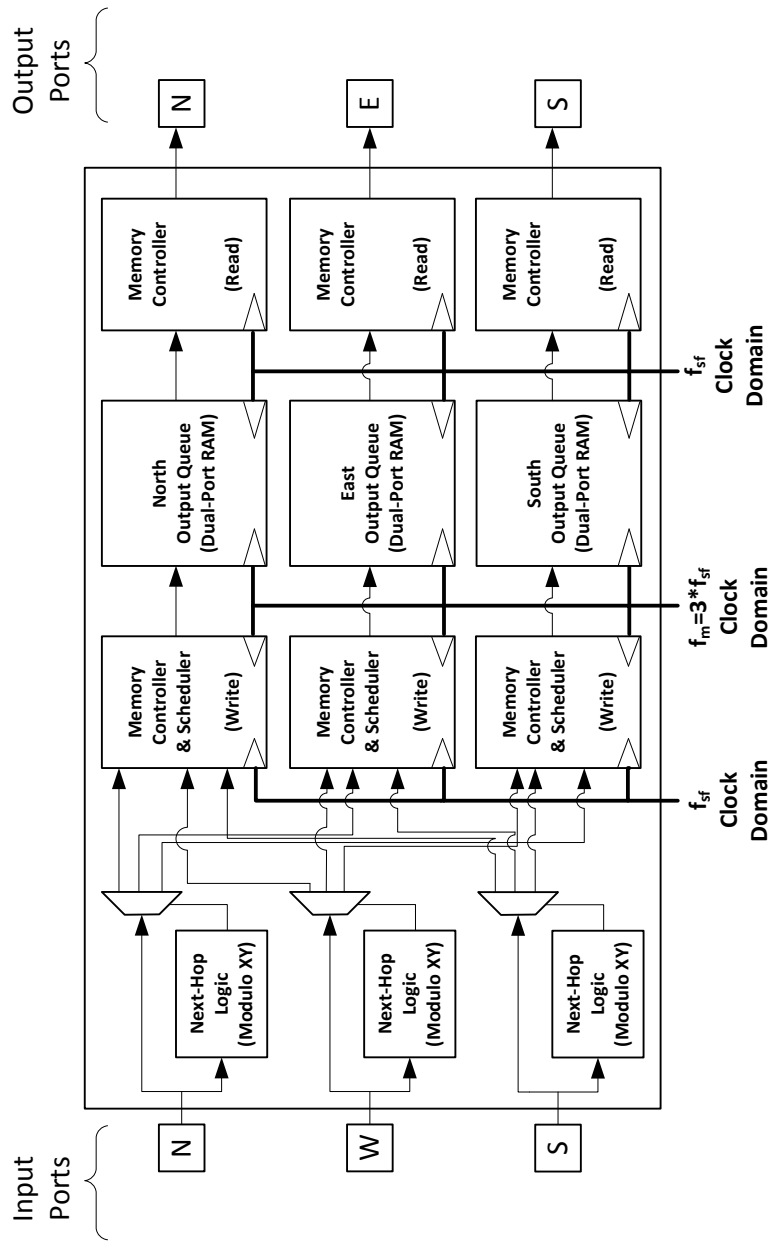 Input
Ports
N
W
S
Next-Hop
Logic
(Modulo XY)
Next-Hop
Logic
(Modulo XY)
Next-Hop
Logic
(Modulo XY)
Memory
Controller
& Scheduler
(Write)
Memory
Controller
& Scheduler
(Write)
Memory
Controller
& Scheduler
(Write)
North
Output Queue
(Dual-Port RAM)
East
Output Queue
(Dual-Port RAM)
South
Output Queue
(Dual-Port RAM)
Memory
Controller
(Read)
Memory
Controller
(Read)
Memory
Controller
(Read)
Output
Ports
N
E
S
fsf
Clock
Domain
fm=3*fsf
Clock
Domain
fsf
Clock
Domain